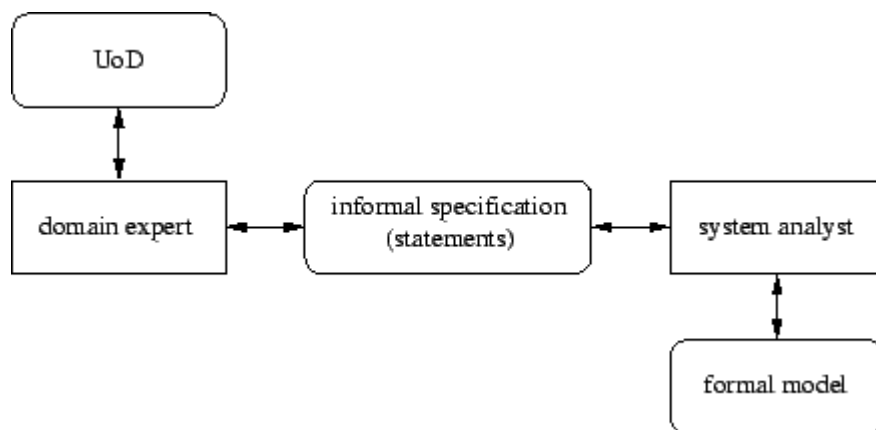 UoD
domain expert
informal specification
(statements)
system analyst
formal model